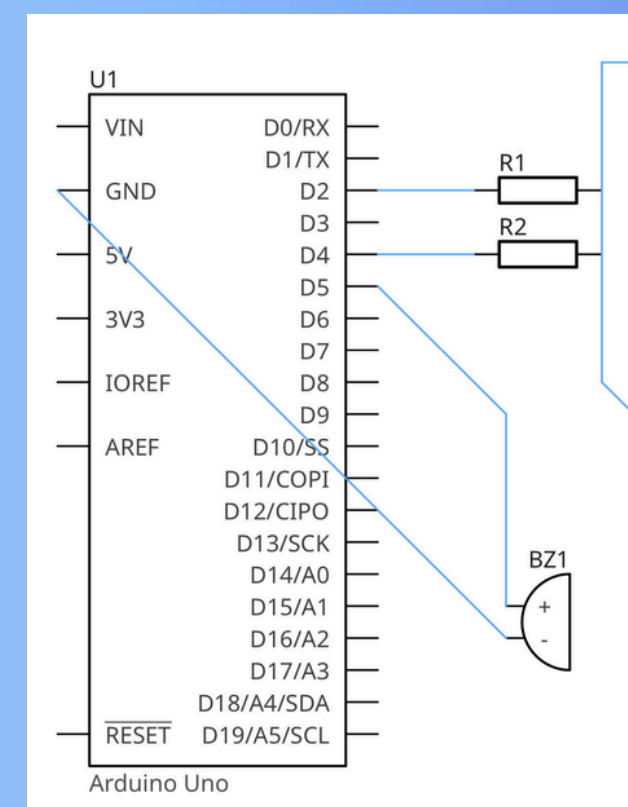 U1
VIN D0/RX
D1/TX
GND D2
D3
5V D4
D5
3V3 D6
D7
IOREF D8
D9
AREF D10/SS
D11/COPI
D12/CIPO
D13/SCK
D14/A0
D15/A1
D16/A2
D17/A3
D18/A4/SDA
RESET D19/A5/SCL
Arduino Uno
R1
R2
BZ1
+
-